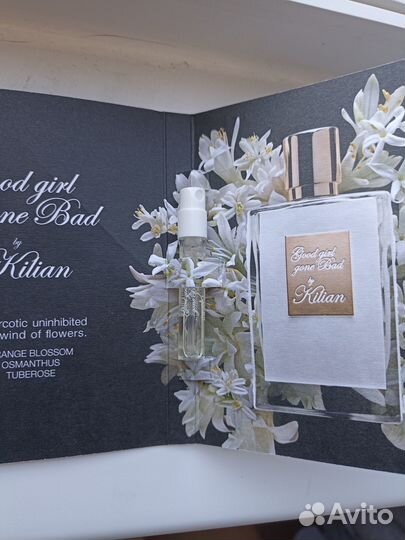 ood girl
one Bad
by
Kilian
rcotic uninhibited
wind of flowers.
RANGE BLOSSOM
OSMANTHUS
TUBEROSE
Good girl
gone Bad
by
Kilian
Avito